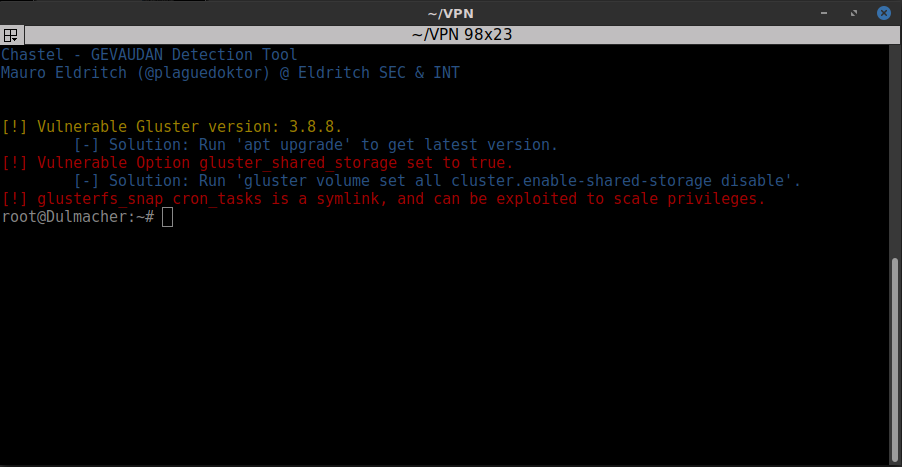 ~/VPN
~/VPN 98x23
Chastel - GEVAUDAN Detection Tool
Mauro Eldritch (@plaguedoktor) @ Eldritch SEC & INT
[!] Vulnerable Gluster version: 3.8.8.
[-] Solution: Run 'apt upgrade' to get latest version.
[!] Vulnerable Option gluster_shared_storage set to true.
[-] Solution: Run 'gluster volume set all cluster.enable-shared-storage disable'.
[!] glusterfs_snap_cron_tasks is a symlink, and can be exploited to scale privileges.
root@Dulmacher:~#